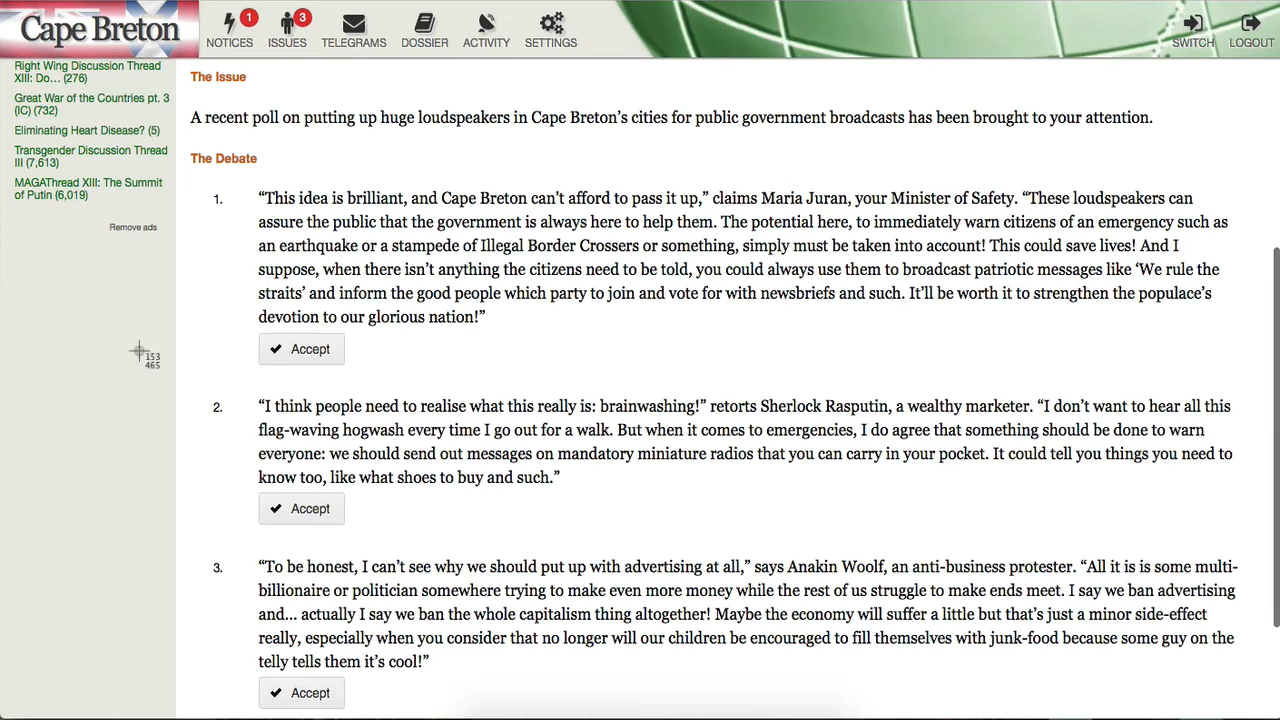 Cape Breton
1
3
NOTICES ISSUES TELEGRAMS DOSSIER ACTIVITY SETTINGS SWITCH LOGOUT
Right Wing Discussion Thread
XIII: Do... (276)
Great War of the Countries pt. 3
(IC) (732)
Eliminating Heart Disease? (5)
Transgender Discussion Thread
III (7,613)
MAGAThread XIII: The Summit
of Putin (6,019)
Remove ads
153
465
The Issue
A recent poll on putting up huge loudspeakers in Cape Breton’s cities for public government broadcasts has been brought to your attention.
The Debate
1. “This idea is brilliant, and Cape Breton can’t afford to pass it up,” claims Maria Juran, your Minister of Safety. “These loudspeakers can
assure the public that the government is always here to help them. The potential here, to immediately warn citizens of an emergency such as
an earthquake or a stampede of Illegal Border Crossers or something, simply must be taken into account! This could save lives! And I
suppose, when there isn’t anything the citizens need to be told, you could always use them to broadcast patriotic messages like ‘We rule the
straits’ and inform the good people which party to join and vote for with newsbriefs and such. It’ll be worth it to strengthen the populace’s
devotion to our glorious nation!”
Accept
2. “I think people need to realise what this really is: brainwashing!” retorts Sherlock Rasputin, a wealthy marketer. “I don’t want to hear all this
flag-waving hogwash every time I go out for a walk. But when it comes to emergencies, I do agree that something should be done to warn
everyone: we should send out messages on mandatory miniature radios that you can carry in your pocket. It could tell you things you need to
know too, like what shoes to buy and such.”
Accept
3. “To be honest, I can’t see why we should put up with advertising at all,” says Anakin Woolf, an anti-business protester. “All it is is some multi-
billionaire or politician somewhere trying to make even more money while the rest of us struggle to make ends meet. I say we ban advertising
and... actually I say we ban the whole capitalism thing altogether! Maybe the economy will suffer a little but that’s just a minor side-effect
really, especially when you consider that no longer will our children be encouraged to fill themselves with junk-food because some guy on the
telly tells them it’s cool!”
Accept